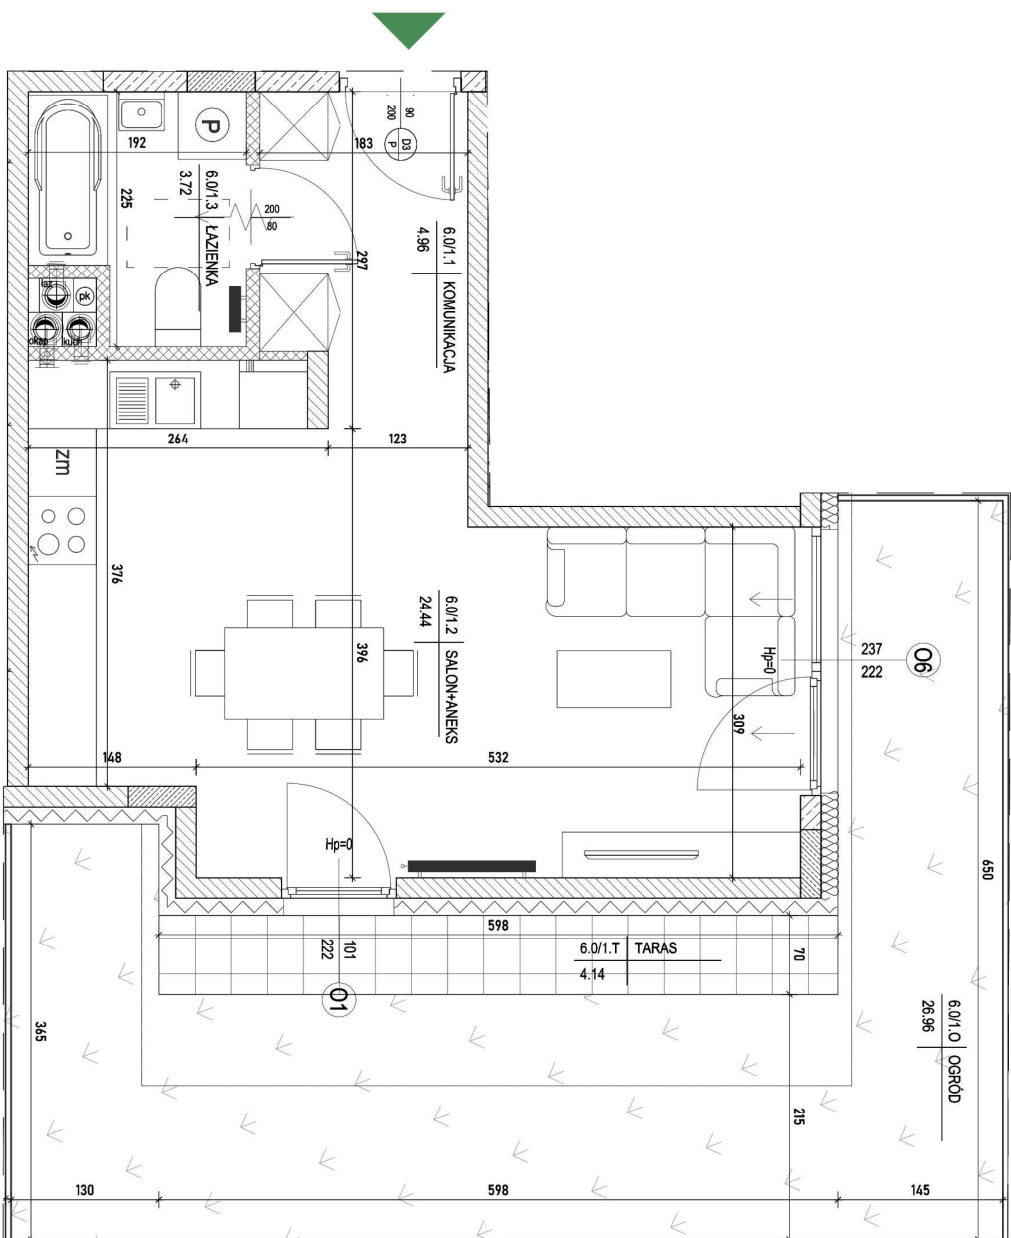 90
200
D3
P
192
P
183
6.0/1.3 ŁAZIENKA
3.72
225
200
80
297
6.0/1.1 KOMUNIKACJA
4.96
łaz
pk
okap
kuch
264
123
zm
376
6.0/1.2 SALON+ANEKS
24.44
396
Hp=0
237
222
O6
309
148
532
Hp=0
650
598
6.0/1.T TARAS
4.14
70
101
222
O1
365
6.0/1.O OGRÓD
26.96
215
130
598
145